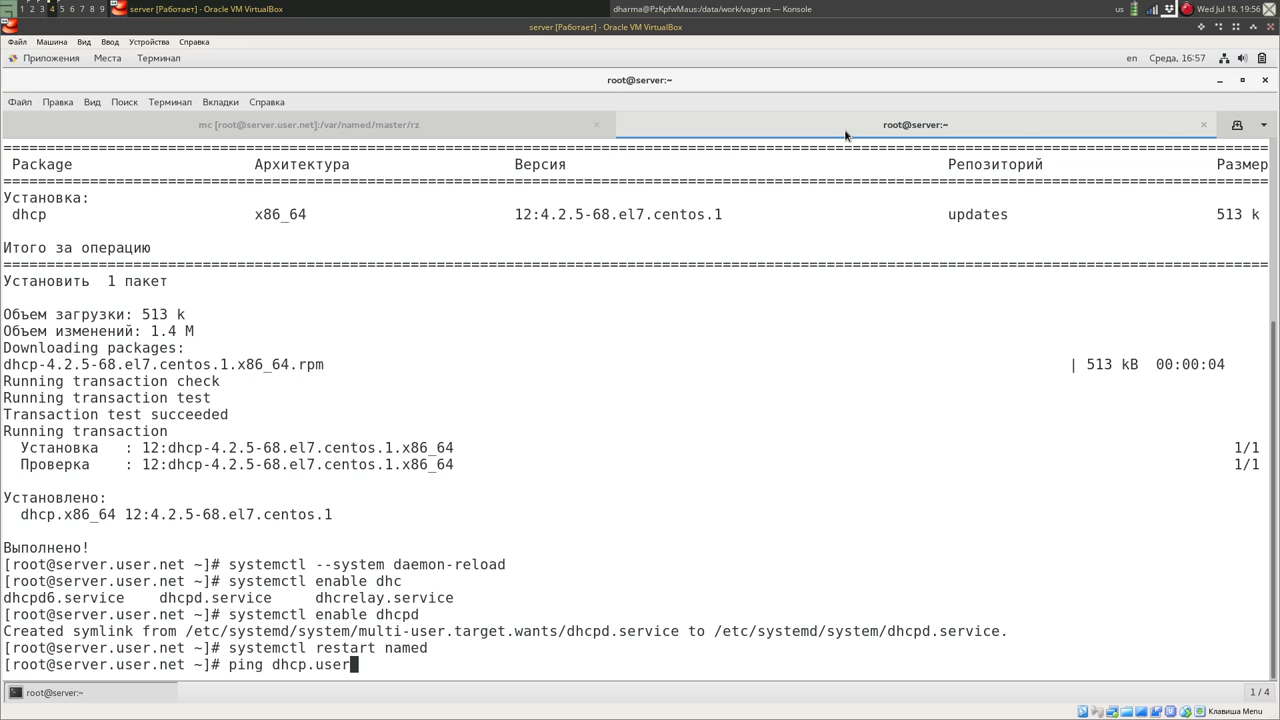 1 2 3 4 5 6 7 8 9 server [Работает] - Oracle VM VirtualBox dharma@PzKpfwMaus:/data/work/vagrant — Konsole us Wed Jul 18, 19:56
server [Работает] - Oracle VM VirtualBox
Файл Машина Вид Ввод Устройства Справка
Приложения Места Терминал en Среда, 16:57
root@server:~
Файл Правка Вид Поиск Терминал Вкладки Справка
mc [root@server.user.net]:/var/named/master/rz × root@server:~ ×
================================================================================
Package Архитектура Версия Репозиторий Размер
================================================================================
Установка:
dhcp x86_64 12:4.2.5-68.el7.centos.1 updates 513 k
Итого за операцию
================================================================================
Установить 1 пакет
Объем загрузки: 513 k
Объем изменений: 1.4 M
Downloading packages:
dhcp-4.2.5-68.el7.centos.1.x86_64.rpm | 513 kB 00:00:04
Running transaction check
Running transaction test
Transaction test succeeded
Running transaction
Установка : 12:dhcp-4.2.5-68.el7.centos.1.x86_64 1/1
Проверка : 12:dhcp-4.2.5-68.el7.centos.1.x86_64 1/1
Установлено:
dhcp.x86_64 12:4.2.5-68.el7.centos.1
Выполнено!
[root@server.user.net ~]# systemctl --system daemon-reload
[root@server.user.net ~]# systemctl enable dhc
dhcpd6.service dhcpd.service dhcrelay.service
[root@server.user.net ~]# systemctl enable dhcpd
Created symlink from /etc/systemd/system/multi-user.target.wants/dhcpd.service to /etc/systemd/system/dhcpd.service.
[root@server.user.net ~]# systemctl restart named
[root@server.user.net ~]# ping dhcp.user
root@server:~ 1 / 4
Клавиша Menu